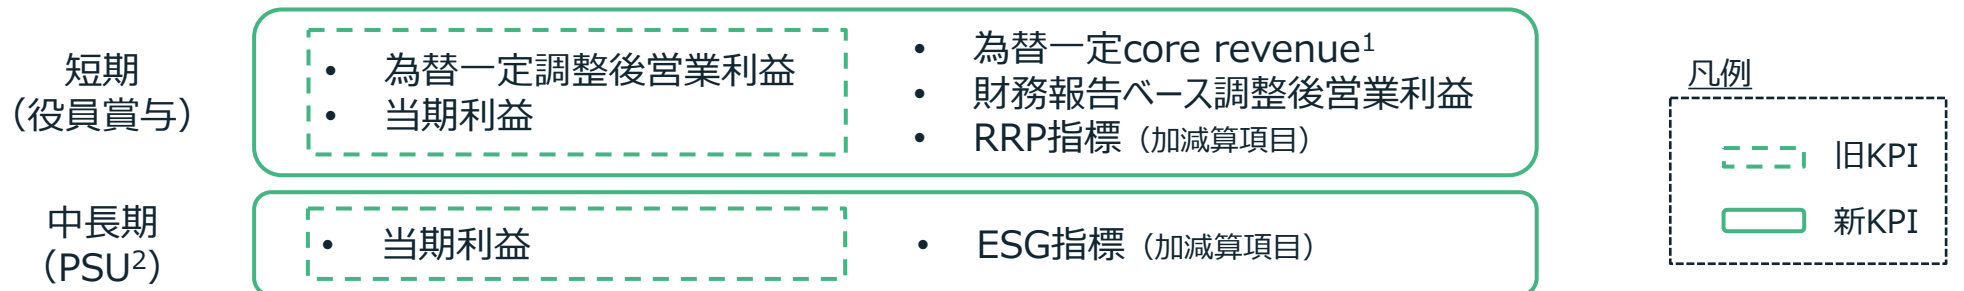 短期
（役員賞与）
• 為替一定調整後営業利益
• 当期利益
• 為替一定core revenue1
• 財務報告ベース調整後営業利益
• RRP指標（加減算項目）
中長期
（PSU2）
• 当期利益
• ESG指標（加減算項目）
凡例
旧KPI
新KPI